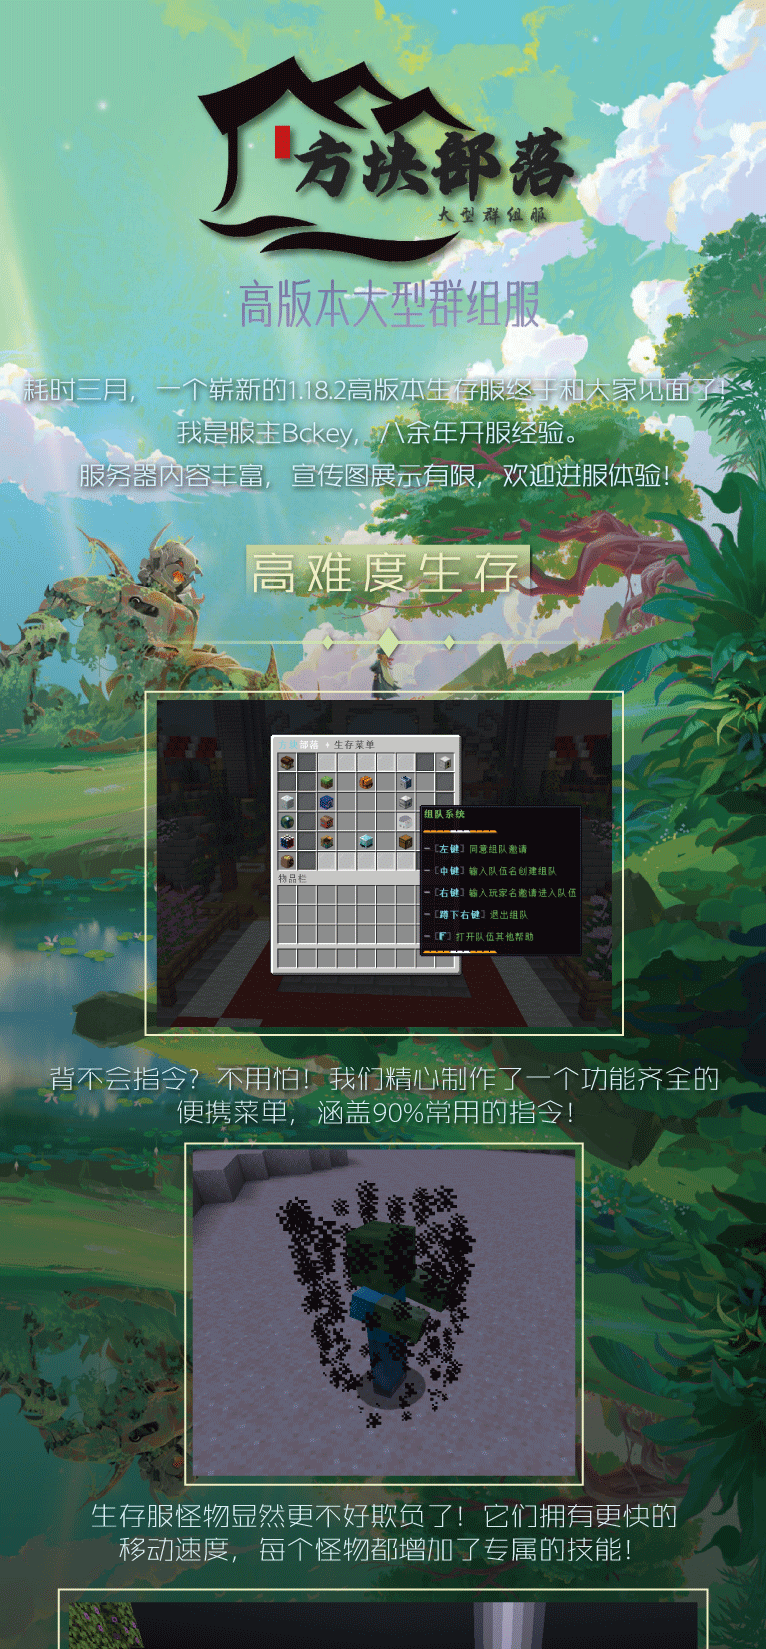 方块部落
大型群组服
高版本大型群组服
耗时三月，一个崭新的1.18.2高版本生存服终于和大家见面了！
我是服主Bckey，八余年开服经验。
服务器内容丰富，宣传图展示有限，欢迎进服体验！
高难度生存
方块部落 + 生存菜单
组队系统
- [左键] 同意组队邀请
- [中键] 输入队伍名创建组队
- [右键] 输入玩家名邀请进入队伍
- [蹲下右键] 退出组队
- [F] 打开队伍其他帮助
物品栏
背不会指令？不用怕！我们精心制作了一个功能齐全的
便携菜单，涵盖90%常用的指令！
生存服怪物显然更不好欺负了！它们拥有更快的
移动速度，每个怪物都增加了专属的技能！